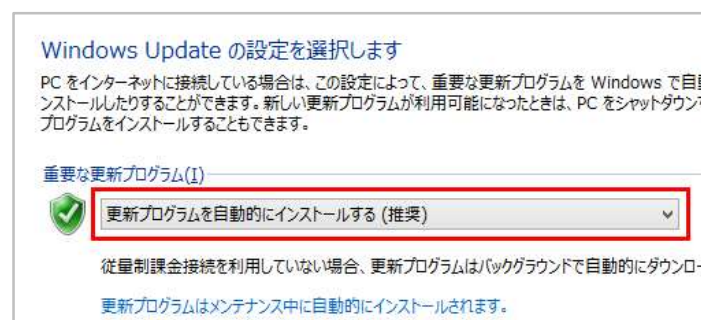 Windows Update の設定を選択します
PC をインターネットに接続している場合は、この設定によって、重要な更新プログラムを Windows で自
ンストールしたりすることができます。新しい更新プログラムが利用可能になったときは、PC をシャットダウン
プログラムをインストールすることもできます。
重要な更新プログラム(I)
更新プログラムを自動的にインストールする (推奨)
従量制課金接続を利用していない場合、更新プログラムはバックグラウンドで自動的にダウンロー
更新プログラムはメンテナンス中に自動的にインストールされます。